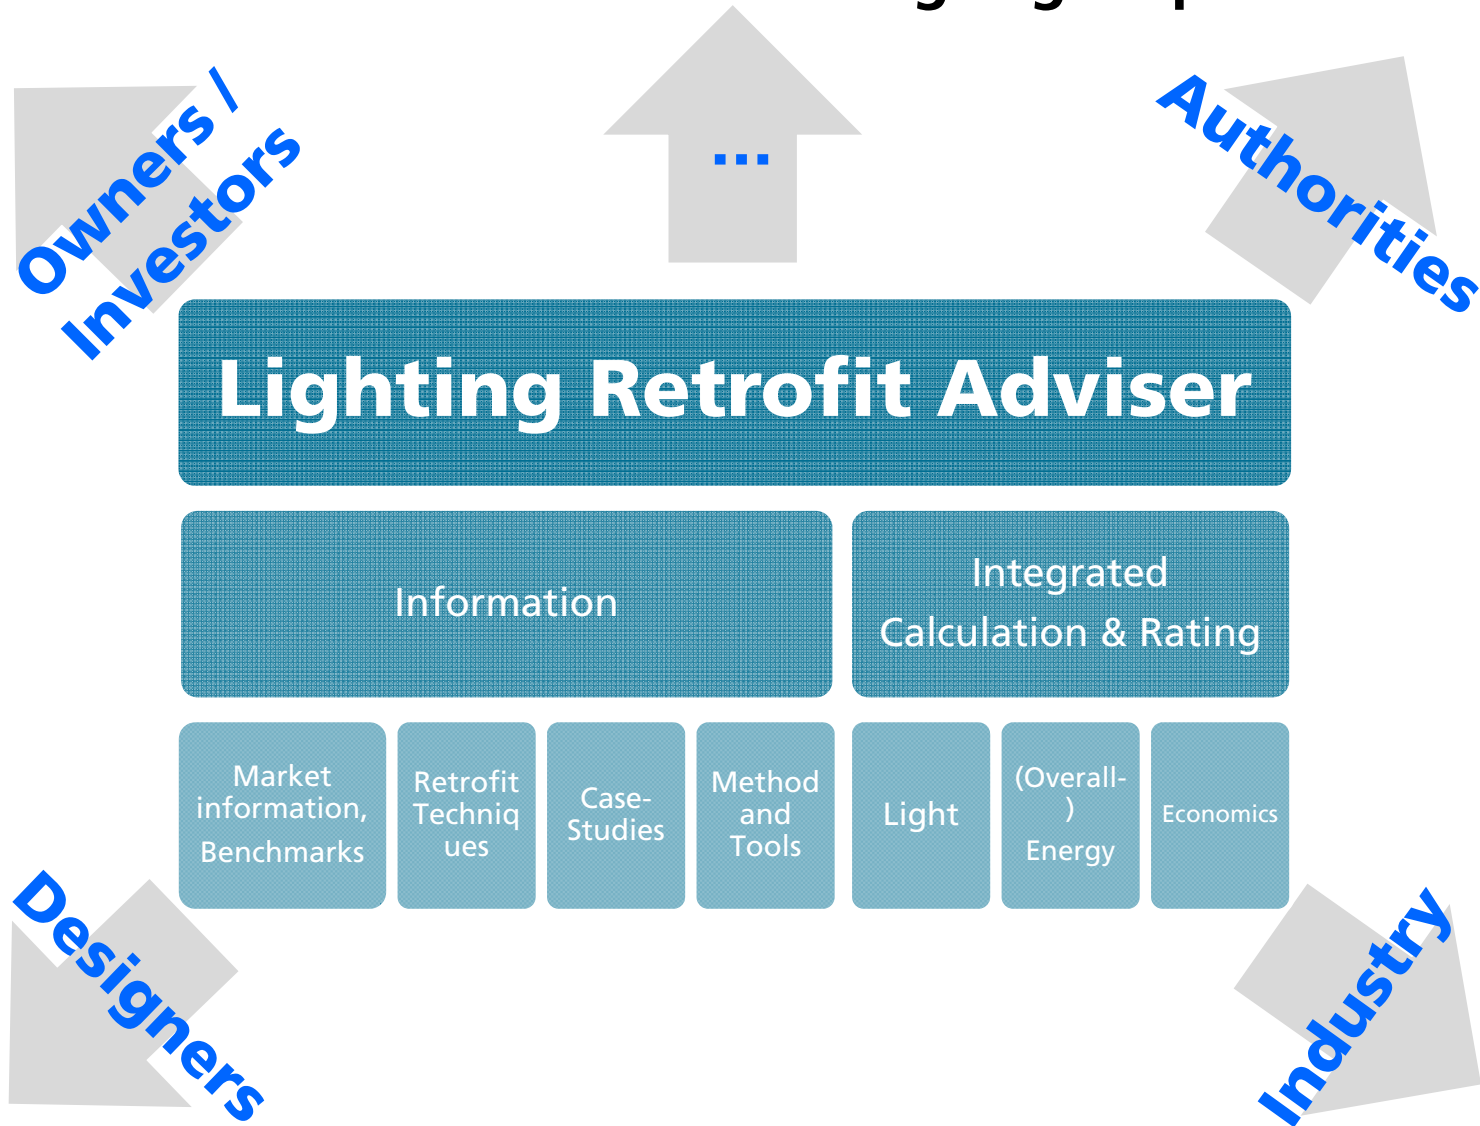 ...
Owners /
Investors
Authorities
Lighting Retrofit Adviser
Information
Integrated
Calculation & Rating
Market
information,
Benchmarks
Retrofit
Techniq
ues
Case-
Studies
Method
and
Tools
Light
(Overall-
)
Energy
Economics
Designers
Industry